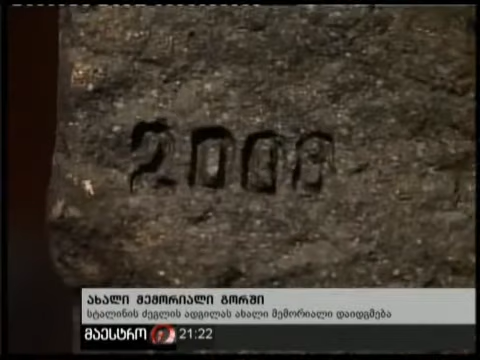 2008
ახალი მემორიალი გორში
სტალინის ძეგლის ადგილას ახალი მემორიალი დაიდგმება
მაესტრო 21:22